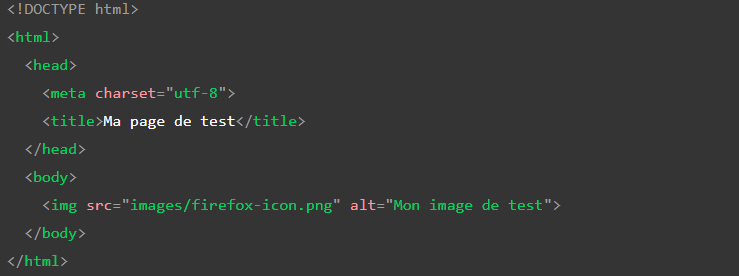 <!DOCTYPE html>
<html>
  <head>
    <meta charset="utf-8">
    <title>Ma page de test</title>
  </head>
  <body>
    <img src="images/firefox-icon.png" alt="Mon image de test">
  </body>
</html>